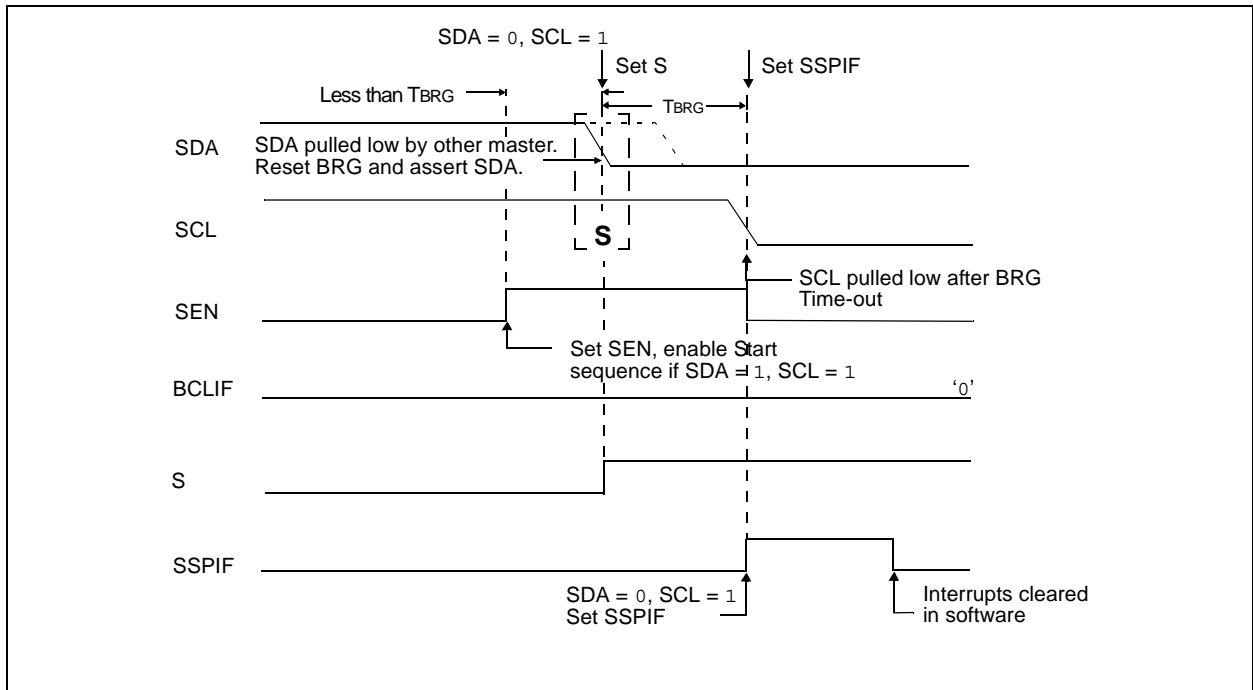 SDA = 0, SCL = 1
Set S
Set SSPIF
Less than TBRG
TBRG
SDA
SDA pulled low by other master.
Reset BRG and assert SDA.
SCL
S
SCL pulled low after BRG
Time-out
SEN
Set SEN, enable Start
sequence if SDA = 1, SCL = 1
BCLIF
‘0’
S
SSPIF
SDA = 0, SCL = 1
Set SSPIF
Interrupts cleared
in software